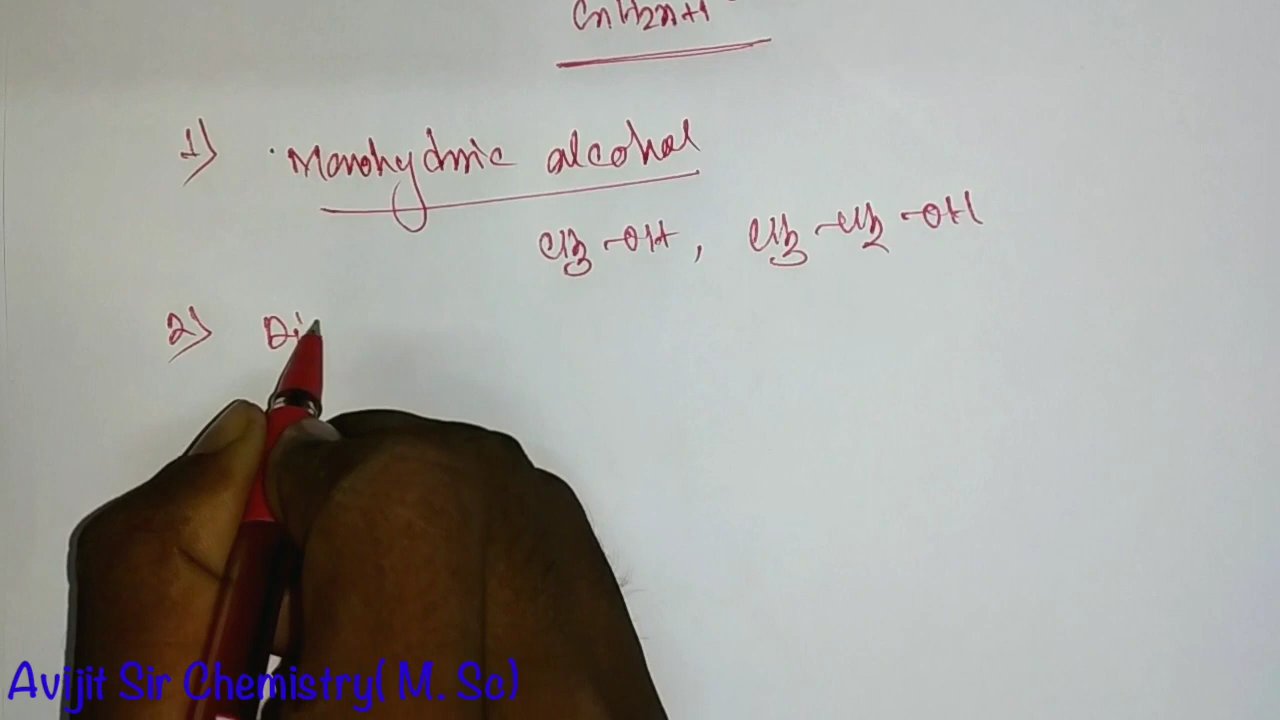 CnH2n+1
1) Monohydric alcohol
CH3-OH, CH3-CH2-OH
2) Di
Avijit Sir Chemistry( M. Sc)